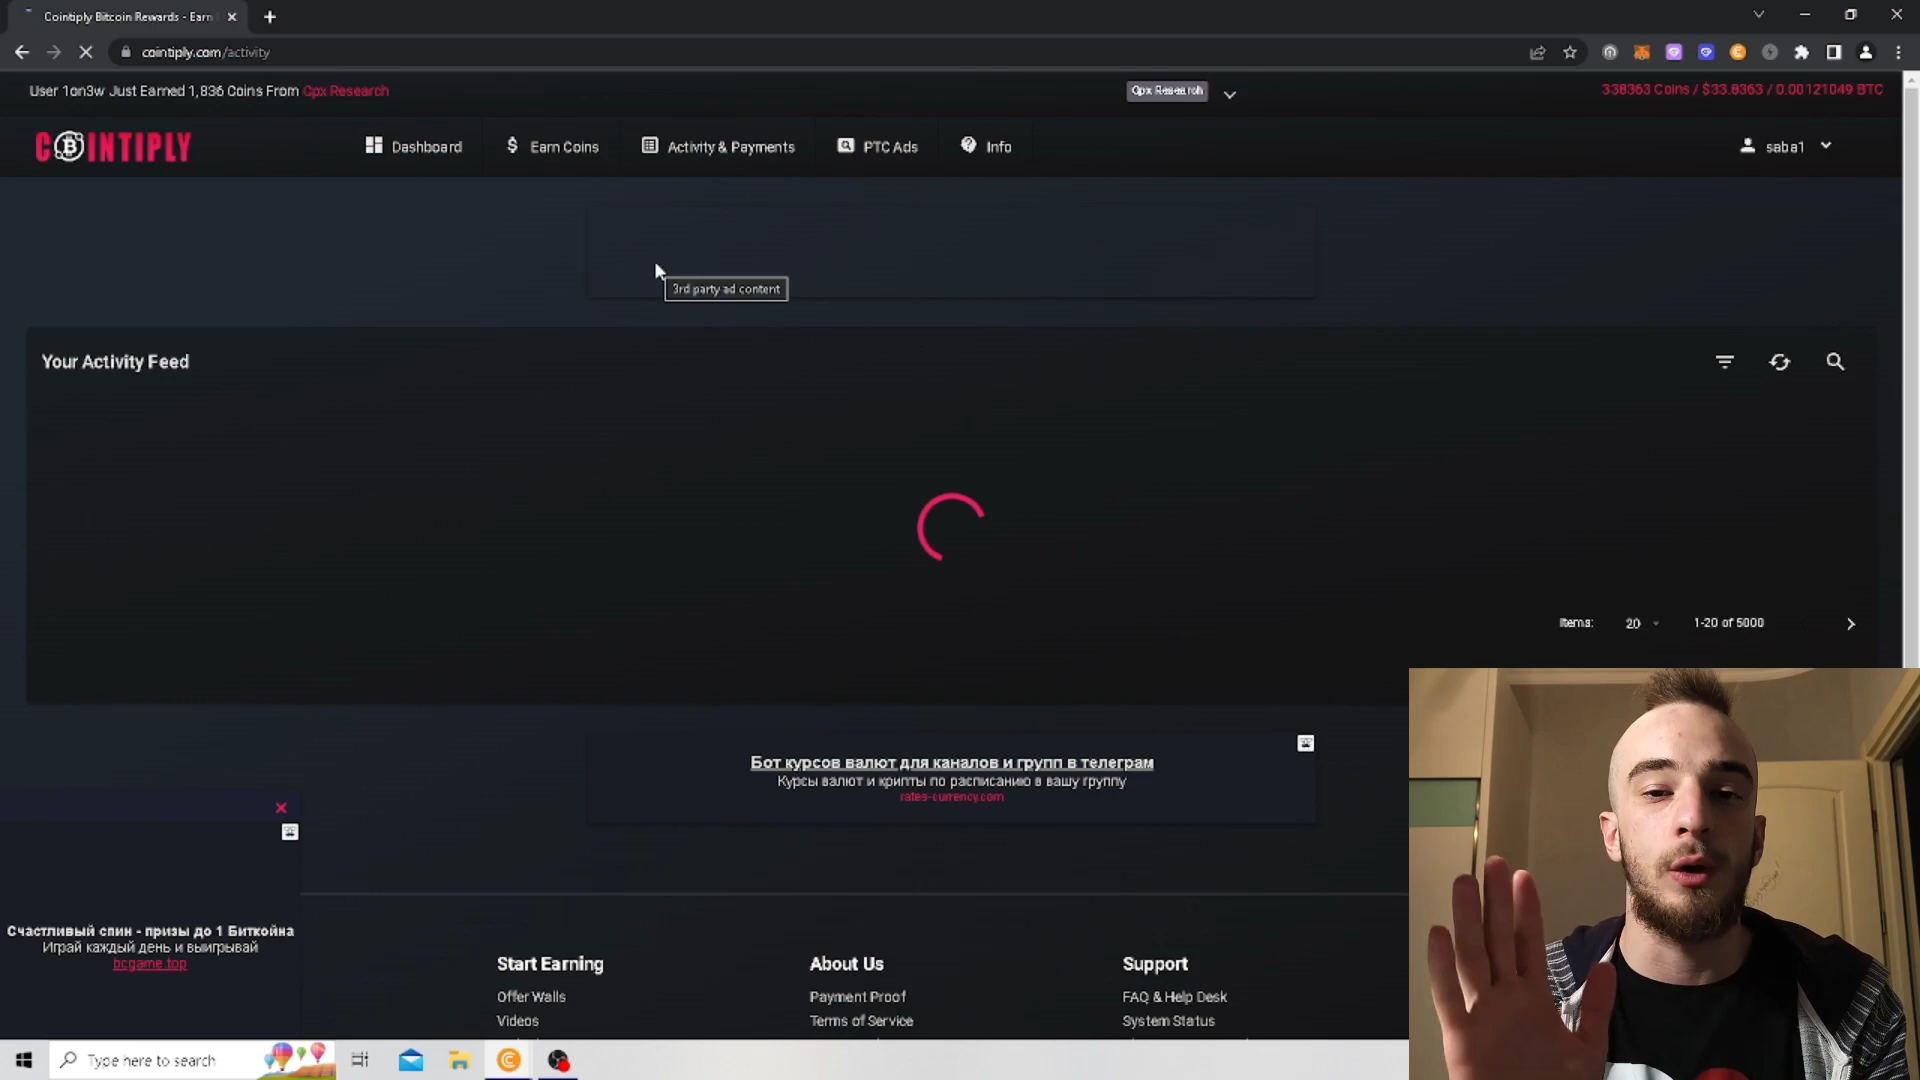 Cointiply Bitcoin Rewards - Earn
cointiply.com/activity
User 1on3w Just Earned 1,836 Coins From Cpx Research
Cpx Research
338363 Coins / $33.8363 / 0.00121049 BTC
COINTIPLY
Dashboard
Earn Coins
Activity & Payments
PTC Ads
Info
saba1
3rd party ad content
Your Activity Feed
Items: 20 1-20 of 5000
Бот курсов валют для каналов и групп в телеграм
Курсы валют и крипты по расписанию в вашу группу
rates-currency.com
Счастливый спин - призы до 1 Биткойна
Играй каждый день и выигрывай
bcgame.top
Start Earning
Offer Walls
Videos
About Us
Payment Proof
Terms of Service
Support
FAQ & Help Desk
System Status
Type here to search